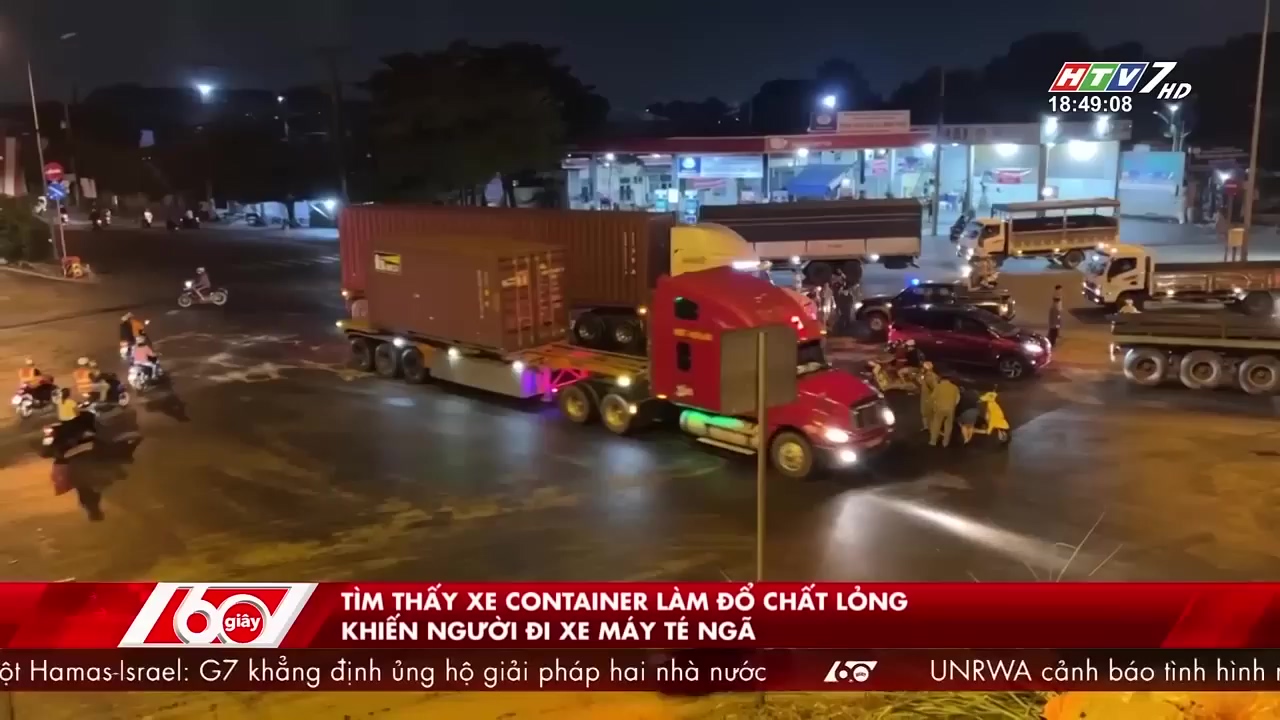 HTV7 HD
18:49:08
60 giây
TÌM THẤY XE CONTAINER LÀM ĐỔ CHẤT LỎNG
KHIẾN NGƯỜI ĐI XE MÁY TÉ NGÃ
ột Hamas-Israel: G7 khẳng định ủng hộ giải pháp hai nhà nước 60 giây UNRWA cảnh báo tình hình